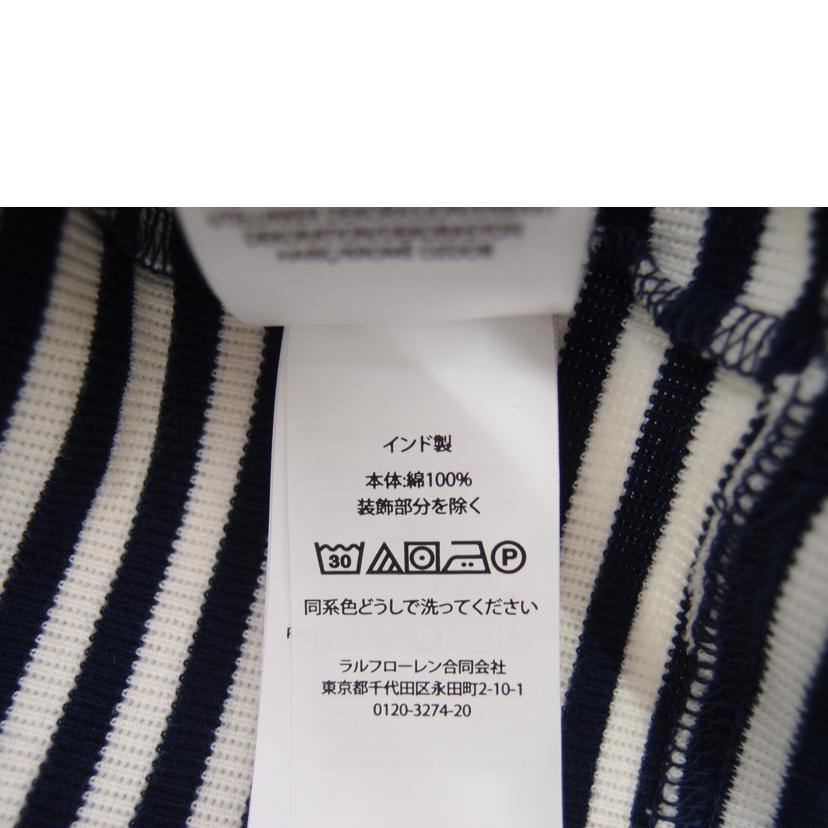 インド製
本体:綿100%
装飾部分を除く
30 P
同系色どうしで洗ってください
ラルフローレン合同会社
東京都千代田区永田町2-10-1
0120-3274-20